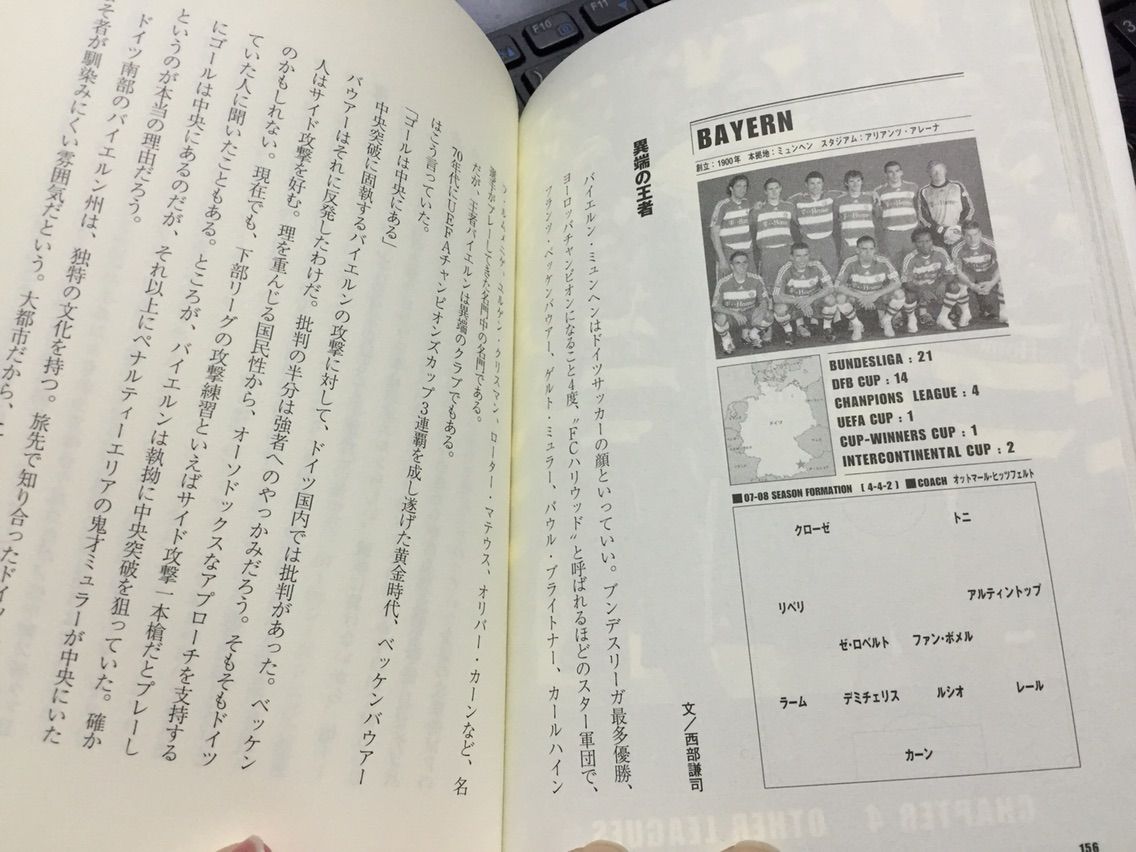 BAYERN
創立：1900年 本拠地：ミュンヘン スタジアム：アリアンツ・アレーナ
ドイツ
BUNDESLIGA : 21
DFB CUP : 14
CHANPIONS LEAGUE : 4
UEFA CUP : 1
CUP-WINNERS CUP : 1
INTERCONTINENTAL CUP : 2
■07-08 SEASON FORMATION [4-4-2] ■COACH オットマール・ヒッツフェルト
クローゼ トニ
リベリ アルティントップ
ゼ・ロベルト ファン・ボメル
ラーム デミチェリス ルシオ レール
カーン
異端の王者
文／西部謙司
バイエルン・ミュンヘンはドイツサッカーの顔といっていい。ブンデスリーガ最多優勝、
ヨーロッパチャンピオンになること4度、“FCハリウッド”と呼ばれるほどのスター軍団で、
フランツ・ベッケンバウアー、ゲルト・ミュラー、パウル・ブライトナー、カールハイン
156
CHAPTER 4 OTHER LEAGUES
ユルゲン・クリスマン、ローター・マテウス、オリバー・カーンなど、名
選手がプレーしてきた名門中の名門である。
だが、王者バイエルンは異端のクラブでもある。
70年代にUEFAチャンピオンズカップ3連覇を成し遂げた黄金時代、ベッケンバウアー
はこう言っていた。
「ゴールは中央にある」
中央突破に固執するバイエルンの攻撃に対して、ドイツ国内では批判があった。ベッケン
バウアーはそれに反発したわけだ。批判の半分は強者へのやっかみだろう。そもそもドイツ
人はサイド攻撃を好む。理を重んじる国民性から、オーソドックスなアプローチを支持する
のかもしれない。現在でも、下部リーグの攻撃練習といえばサイド攻撃一本槍だとプレーし
ていた人に聞いたこともある。ところが、バイエルンは執拗に中央突破を狙っていた。確か
にゴールは中央にあるのだが、それ以上にペナルティーエリアの鬼才ミュラーが中央にいた
というのが本当の理由だろう。
ドイツ南部のバイエルン州は、独特の文化を持つ。旅先で知り合ったドイツ
そ者が馴染みにくい雰囲気だという。大都市だから、
F10
F11